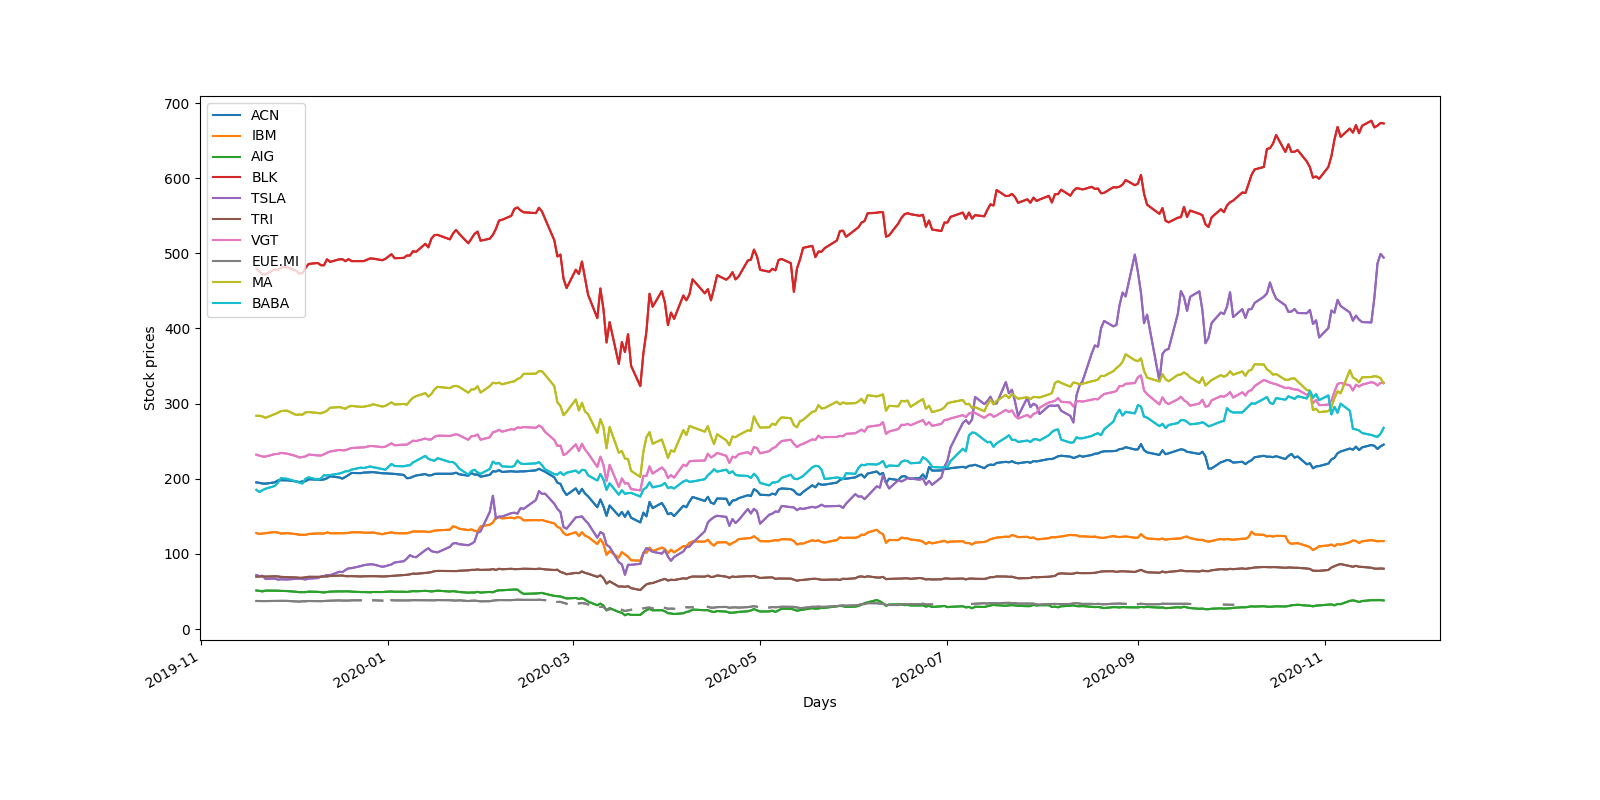 700
600
500
400
300
200
100
0
Stock prices
ACN
IBM
AIG
BLK
TSLA
TRI
VGT
EUE.MI
MA
BABA
2019-11
2020-01
2020-03
2020-05
2020-07
2020-09
2020-11
Days